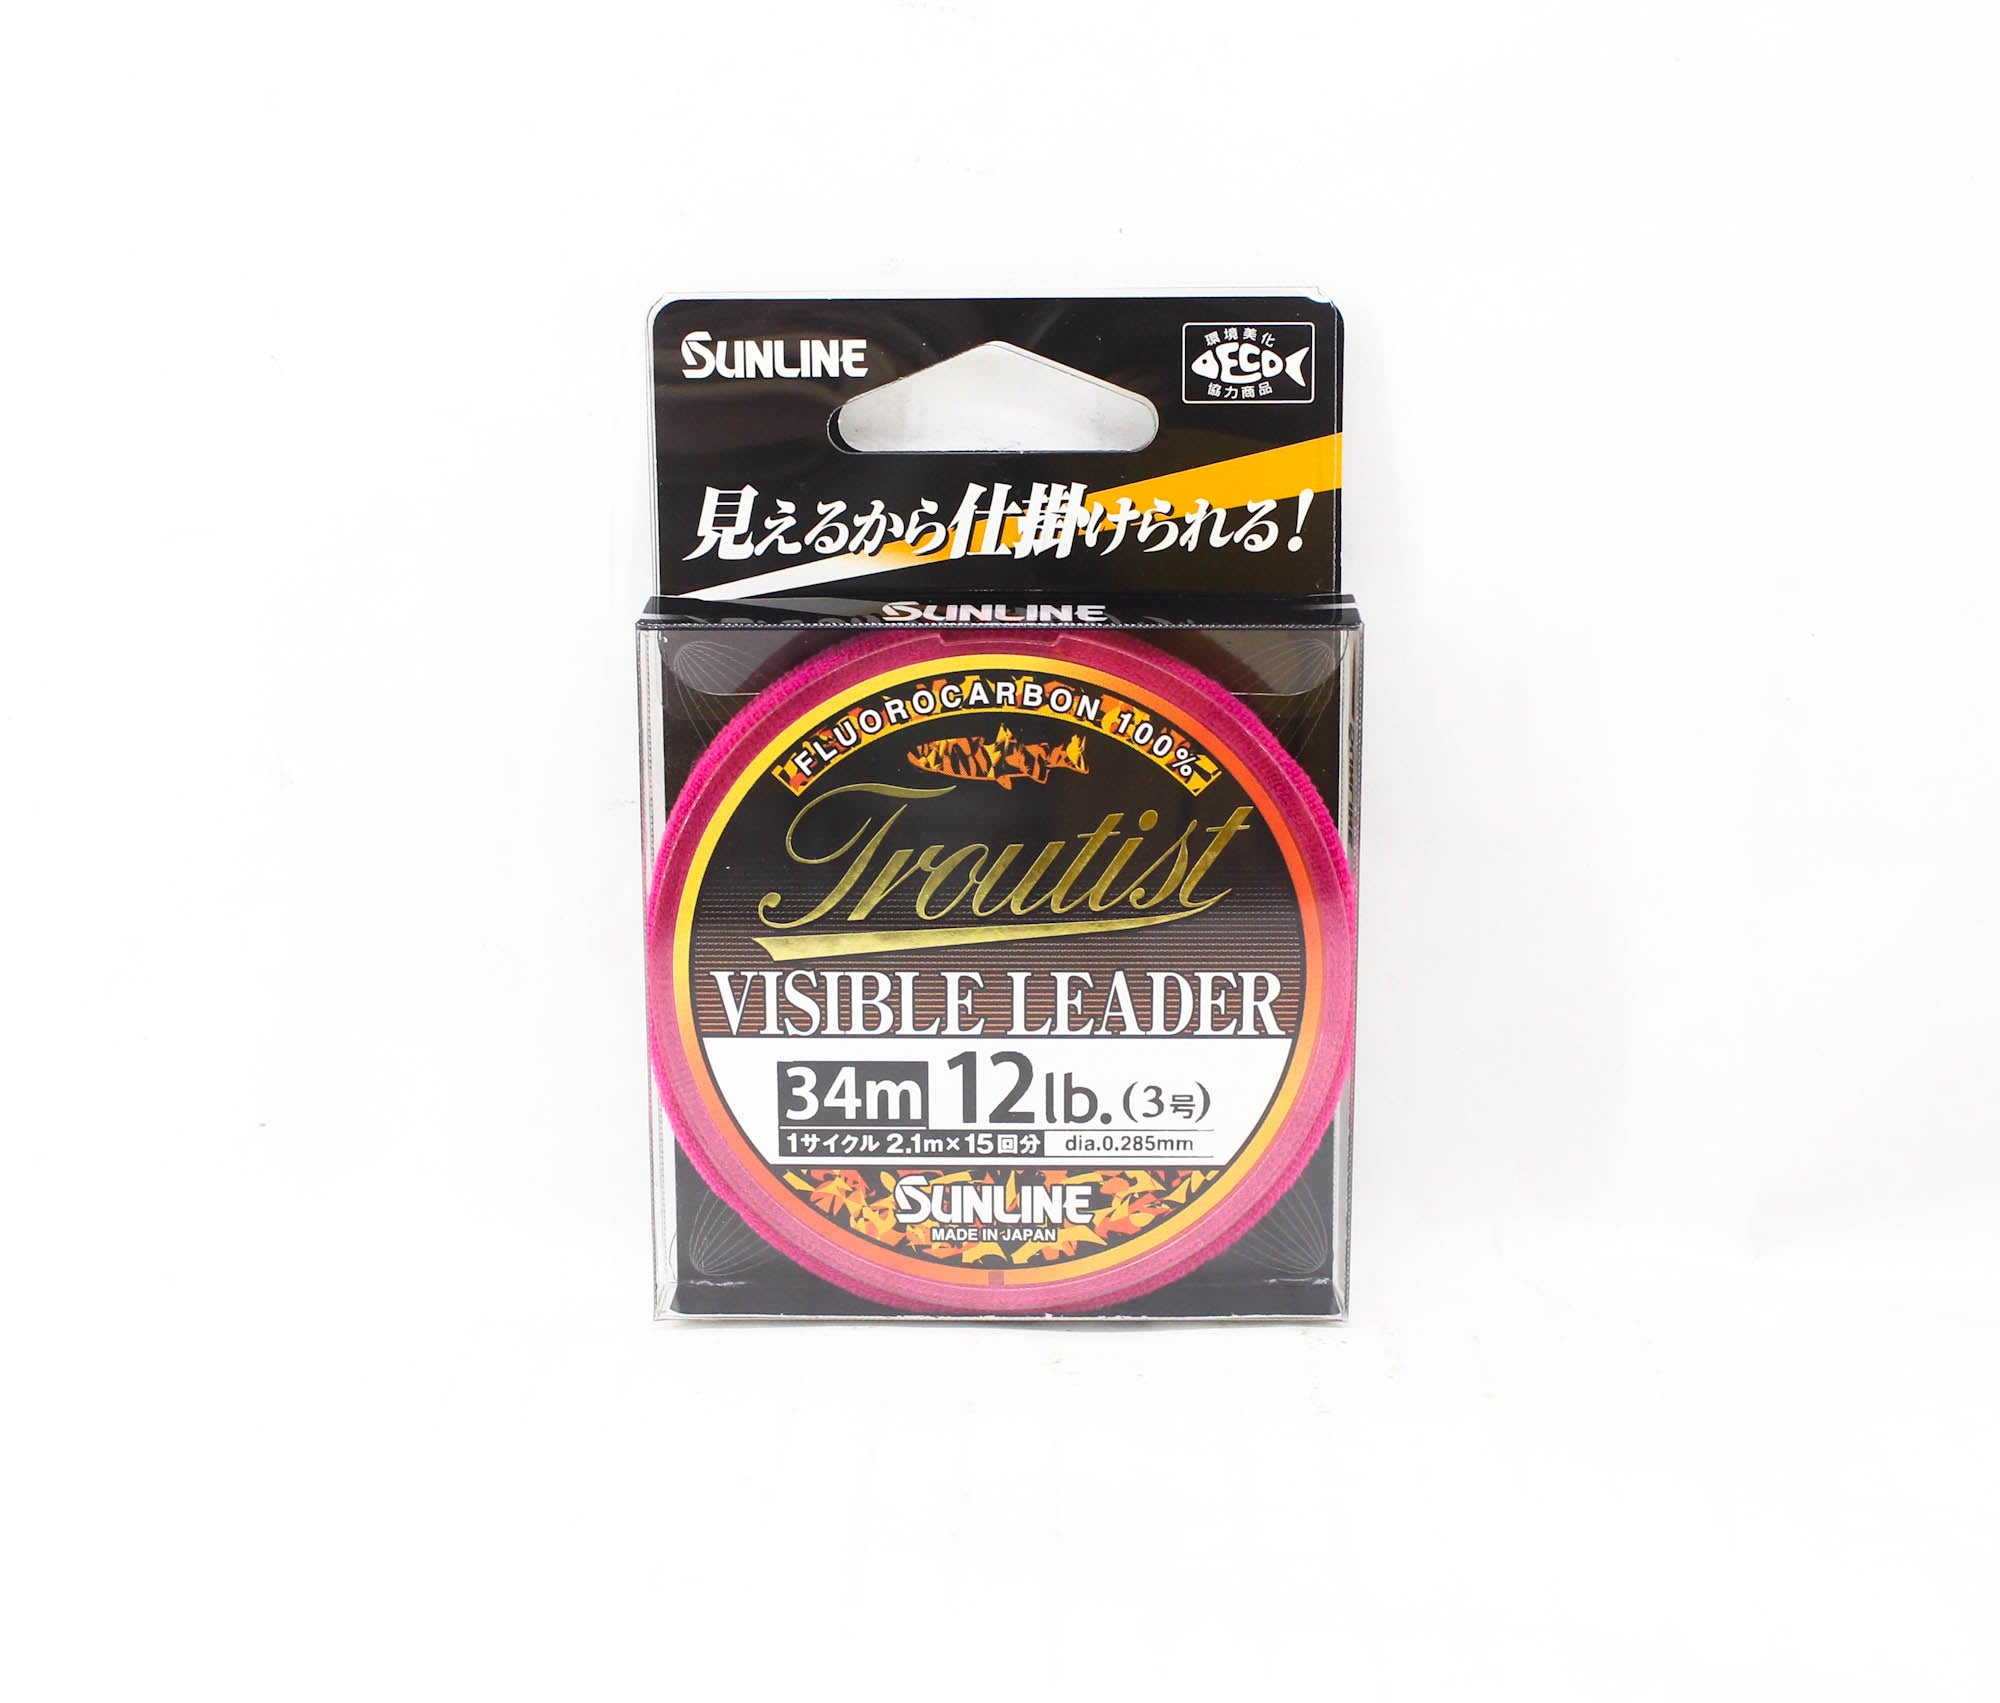 SUNLINE
環境美化
ECO
協力商品
見えるから仕掛けられる!
SUNLINE
FLUOROCARBON 100%
Troutist
VISIBLE LEADER
34m 12lb.(3号)
1サイクル 2.1m×15回分 dia.0.285mm
SUNLINE
MADE IN JAPAN